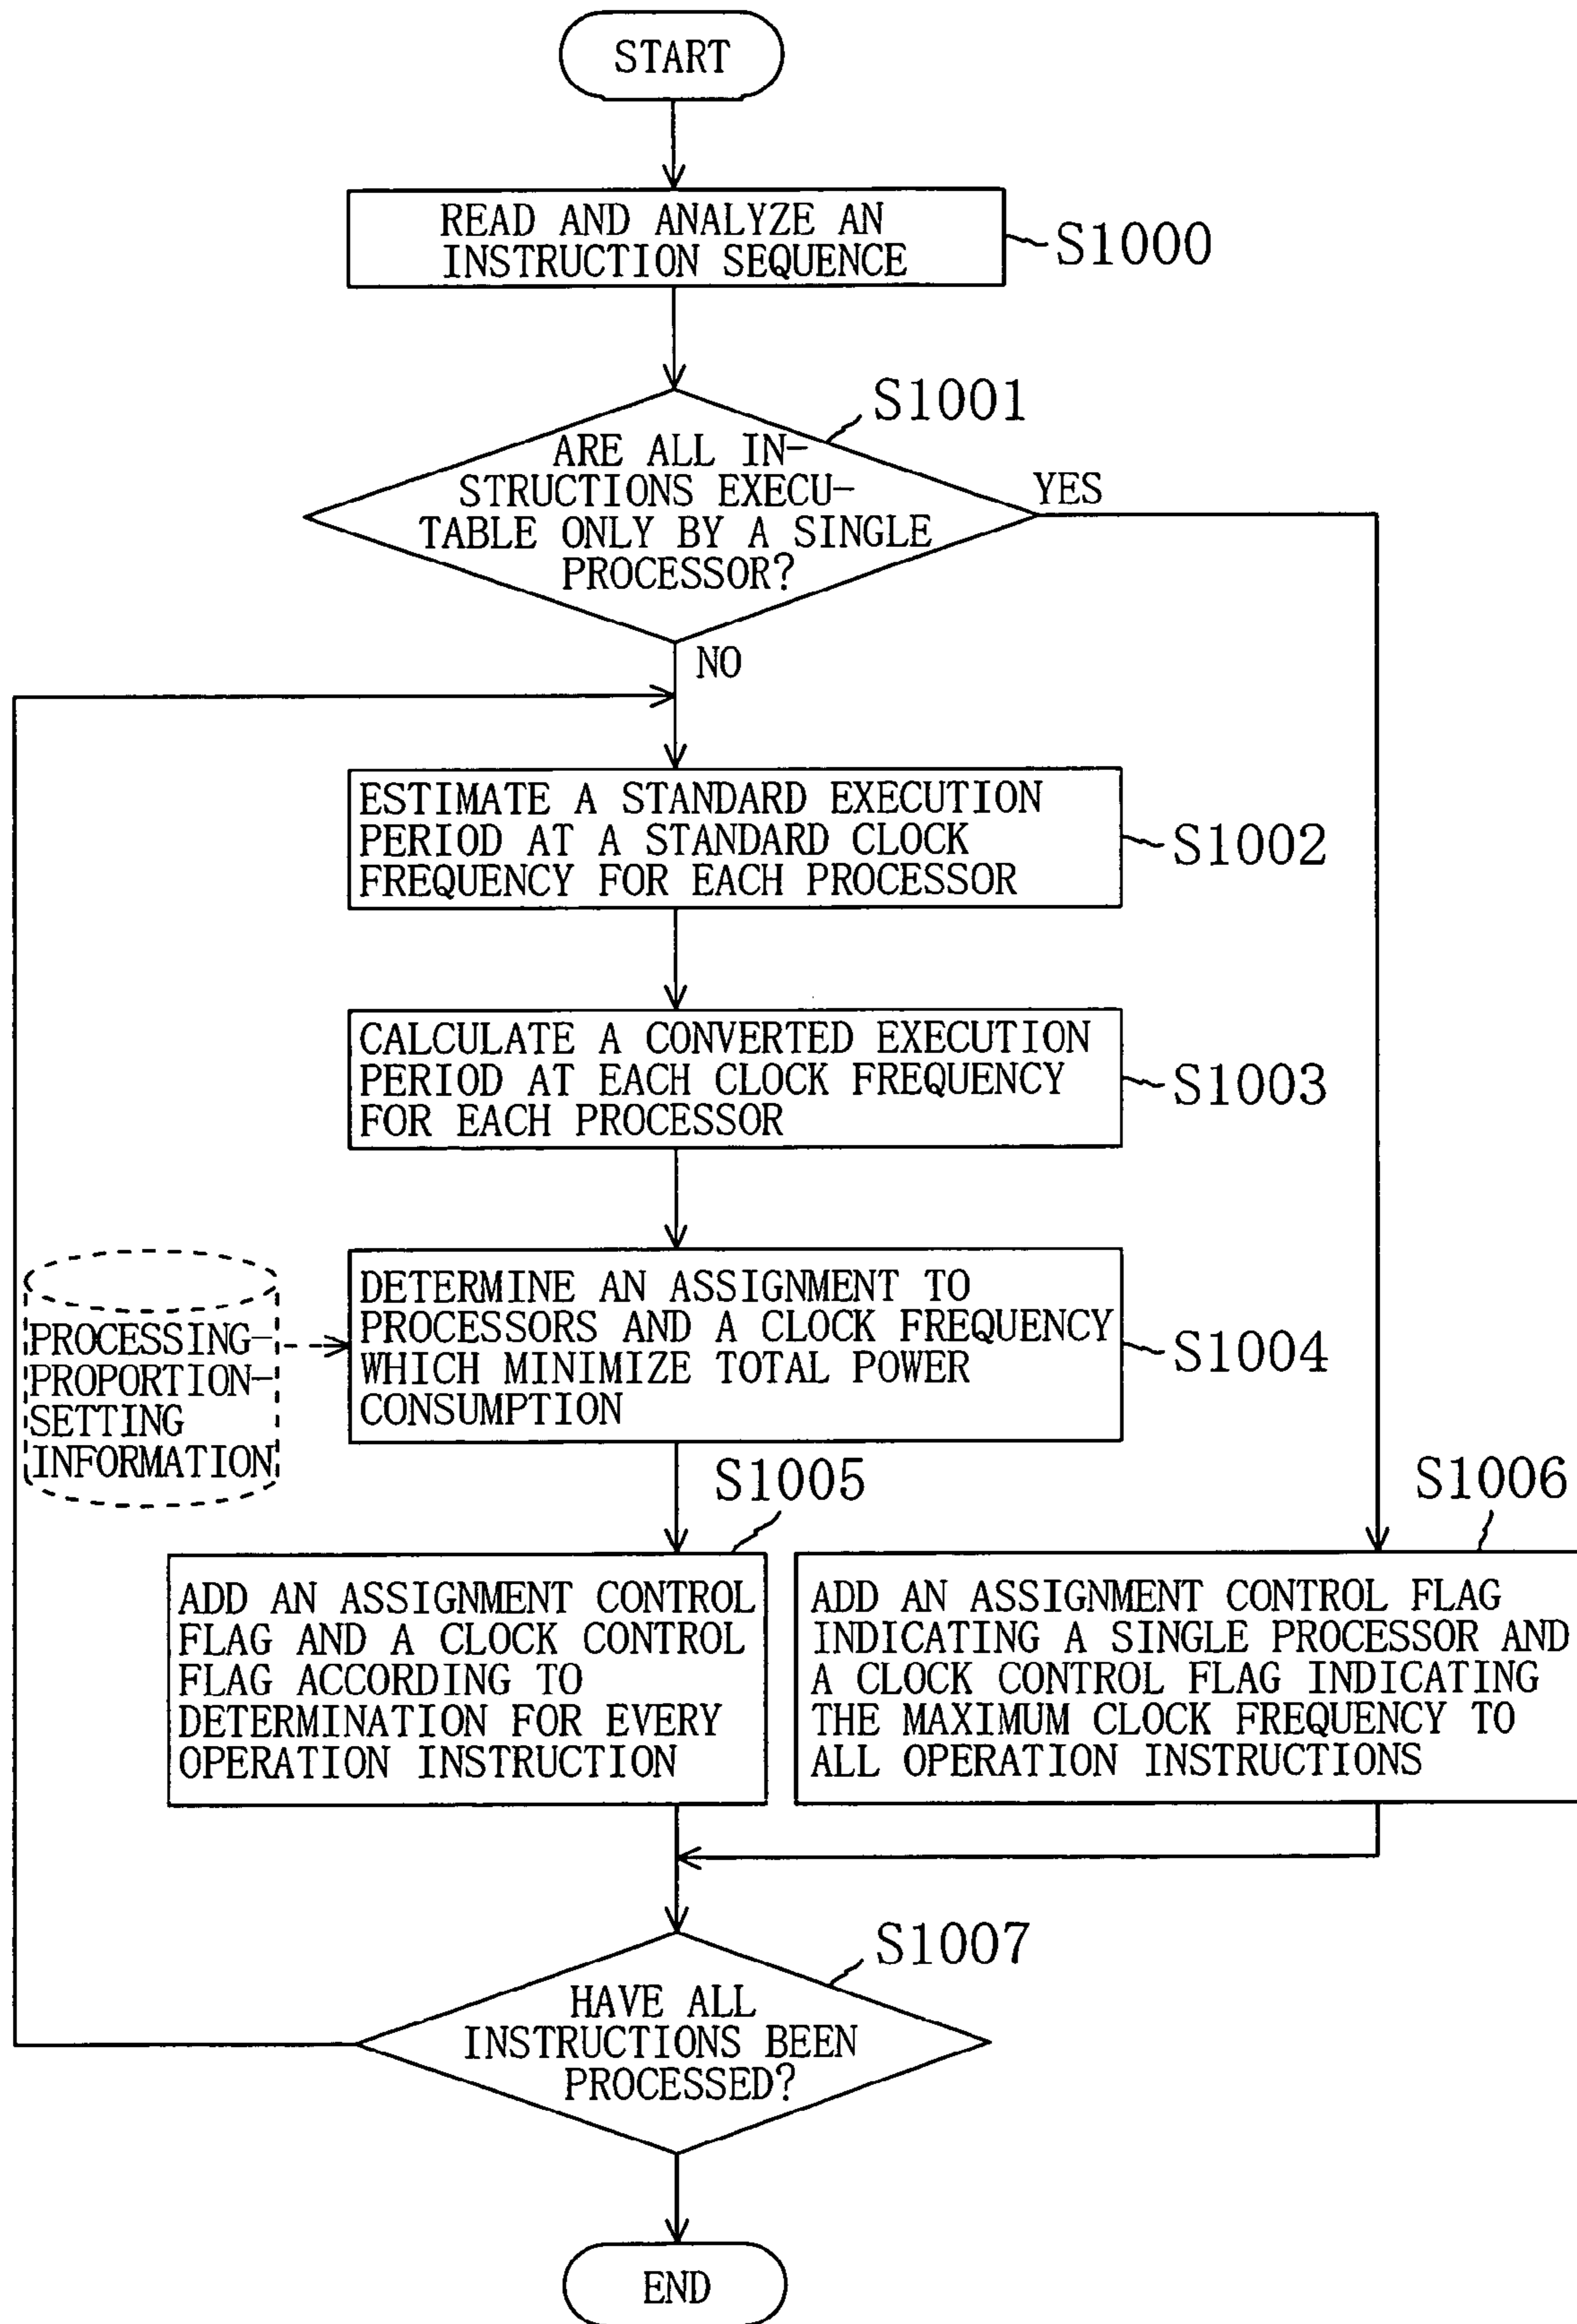 START
READ AND ANALYZE AN
INSTRUCTION SEQUENCE
S1000
S1001
ARE ALL IN-
STRUCTIONS EXECU-
TABLE ONLY BY A SINGLE
PROCESSOR?
YES
NO
ESTIMATE A STANDARD EXECUTION
PERIOD AT A STANDARD CLOCK
FREQUENCY FOR EACH PROCESSOR
S1002
CALCULATE A CONVERTED EXECUTION
PERIOD AT EACH CLOCK FREQUENCY
FOR EACH PROCESSOR
S1003
PROCESSING-
PROPORTION-
SETTING
INFORMATION
DETERMINE AN ASSIGNMENT TO
PROCESSORS AND A CLOCK FREQUENCY
WHICH MINIMIZE TOTAL POWER
CONSUMPTION
S1004
S1005
ADD AN ASSIGNMENT CONTROL
FLAG AND A CLOCK CONTROL
FLAG ACCORDING TO
DETERMINATION FOR EVERY
OPERATION INSTRUCTION
S1006
ADD AN ASSIGNMENT CONTROL FLAG
INDICATING A SINGLE PROCESSOR AND
A CLOCK CONTROL FLAG INDICATING
THE MAXIMUM CLOCK FREQUENCY TO
ALL OPERATION INSTRUCTIONS
S1007
HAVE ALL
INSTRUCTIONS BEEN
PROCESSED?
END